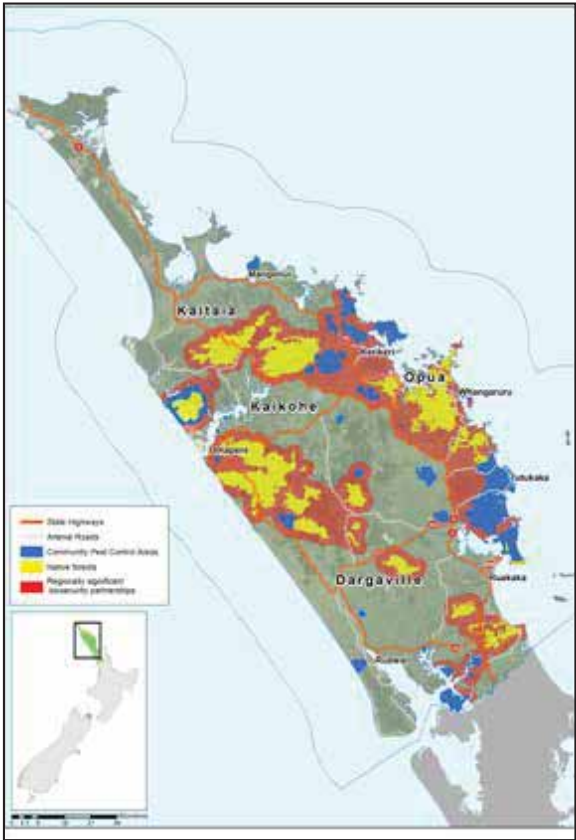 Mangonui
Kaitaia
Kerikeri
Opua
Whangaruru
Kaikohe
Omapere
Tutukaka
State Highways
Arterial Roads
Community Pest Control Areas
Native forests
Regionally significant
biosecurity partnerships
Dargaville
Ruakaka
Ruawai